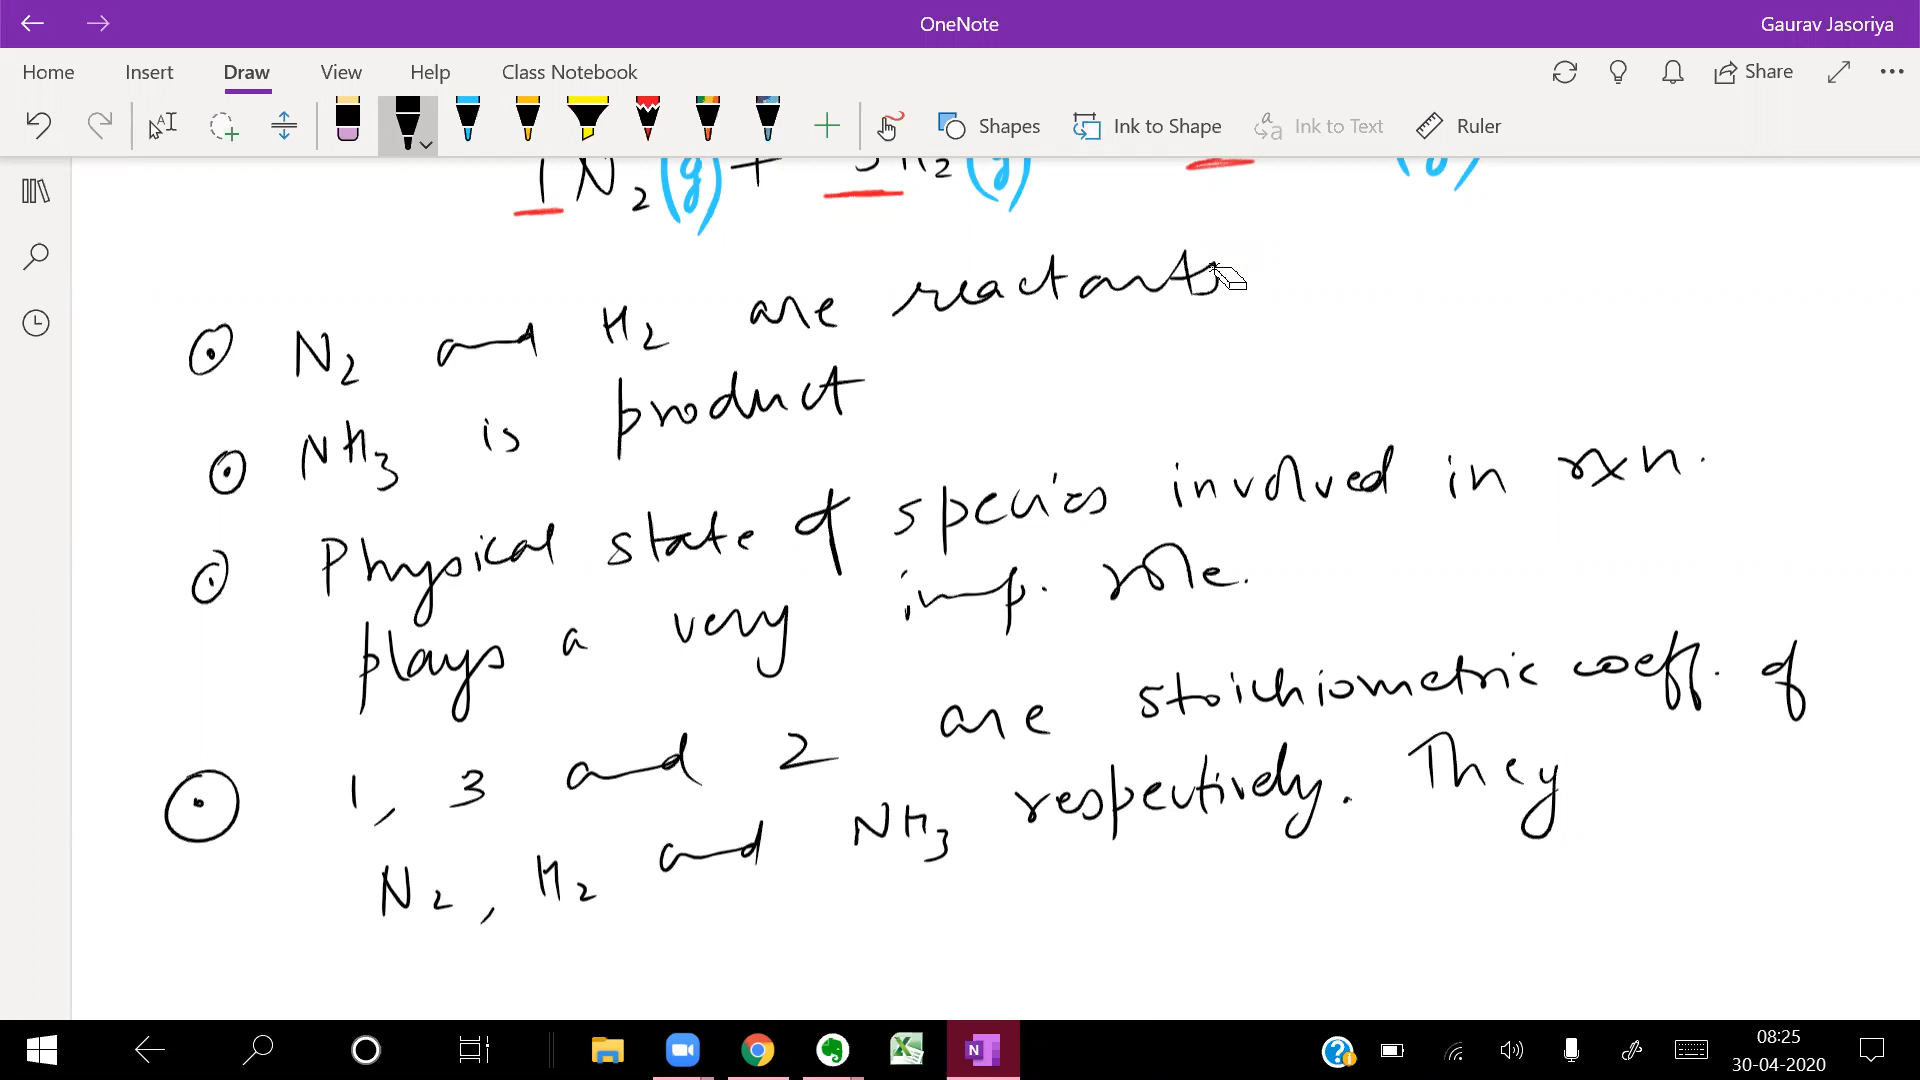 OneNote
Gaurav Jasoriya
Home Insert Draw View Help Class Notebook
Share
Shapes Ink to Shape Ink to Text Ruler
1 N2 (g) + 3H2 (g) (g)
N2 and H2 are reactants
NH3 is product
Physical state of species involved in rxn.
plays a very imp. role.
1, 3 and 2 are stoichiometric coeff. of
N2, H2 and NH3 respectively. They
08:25
30-04-2020